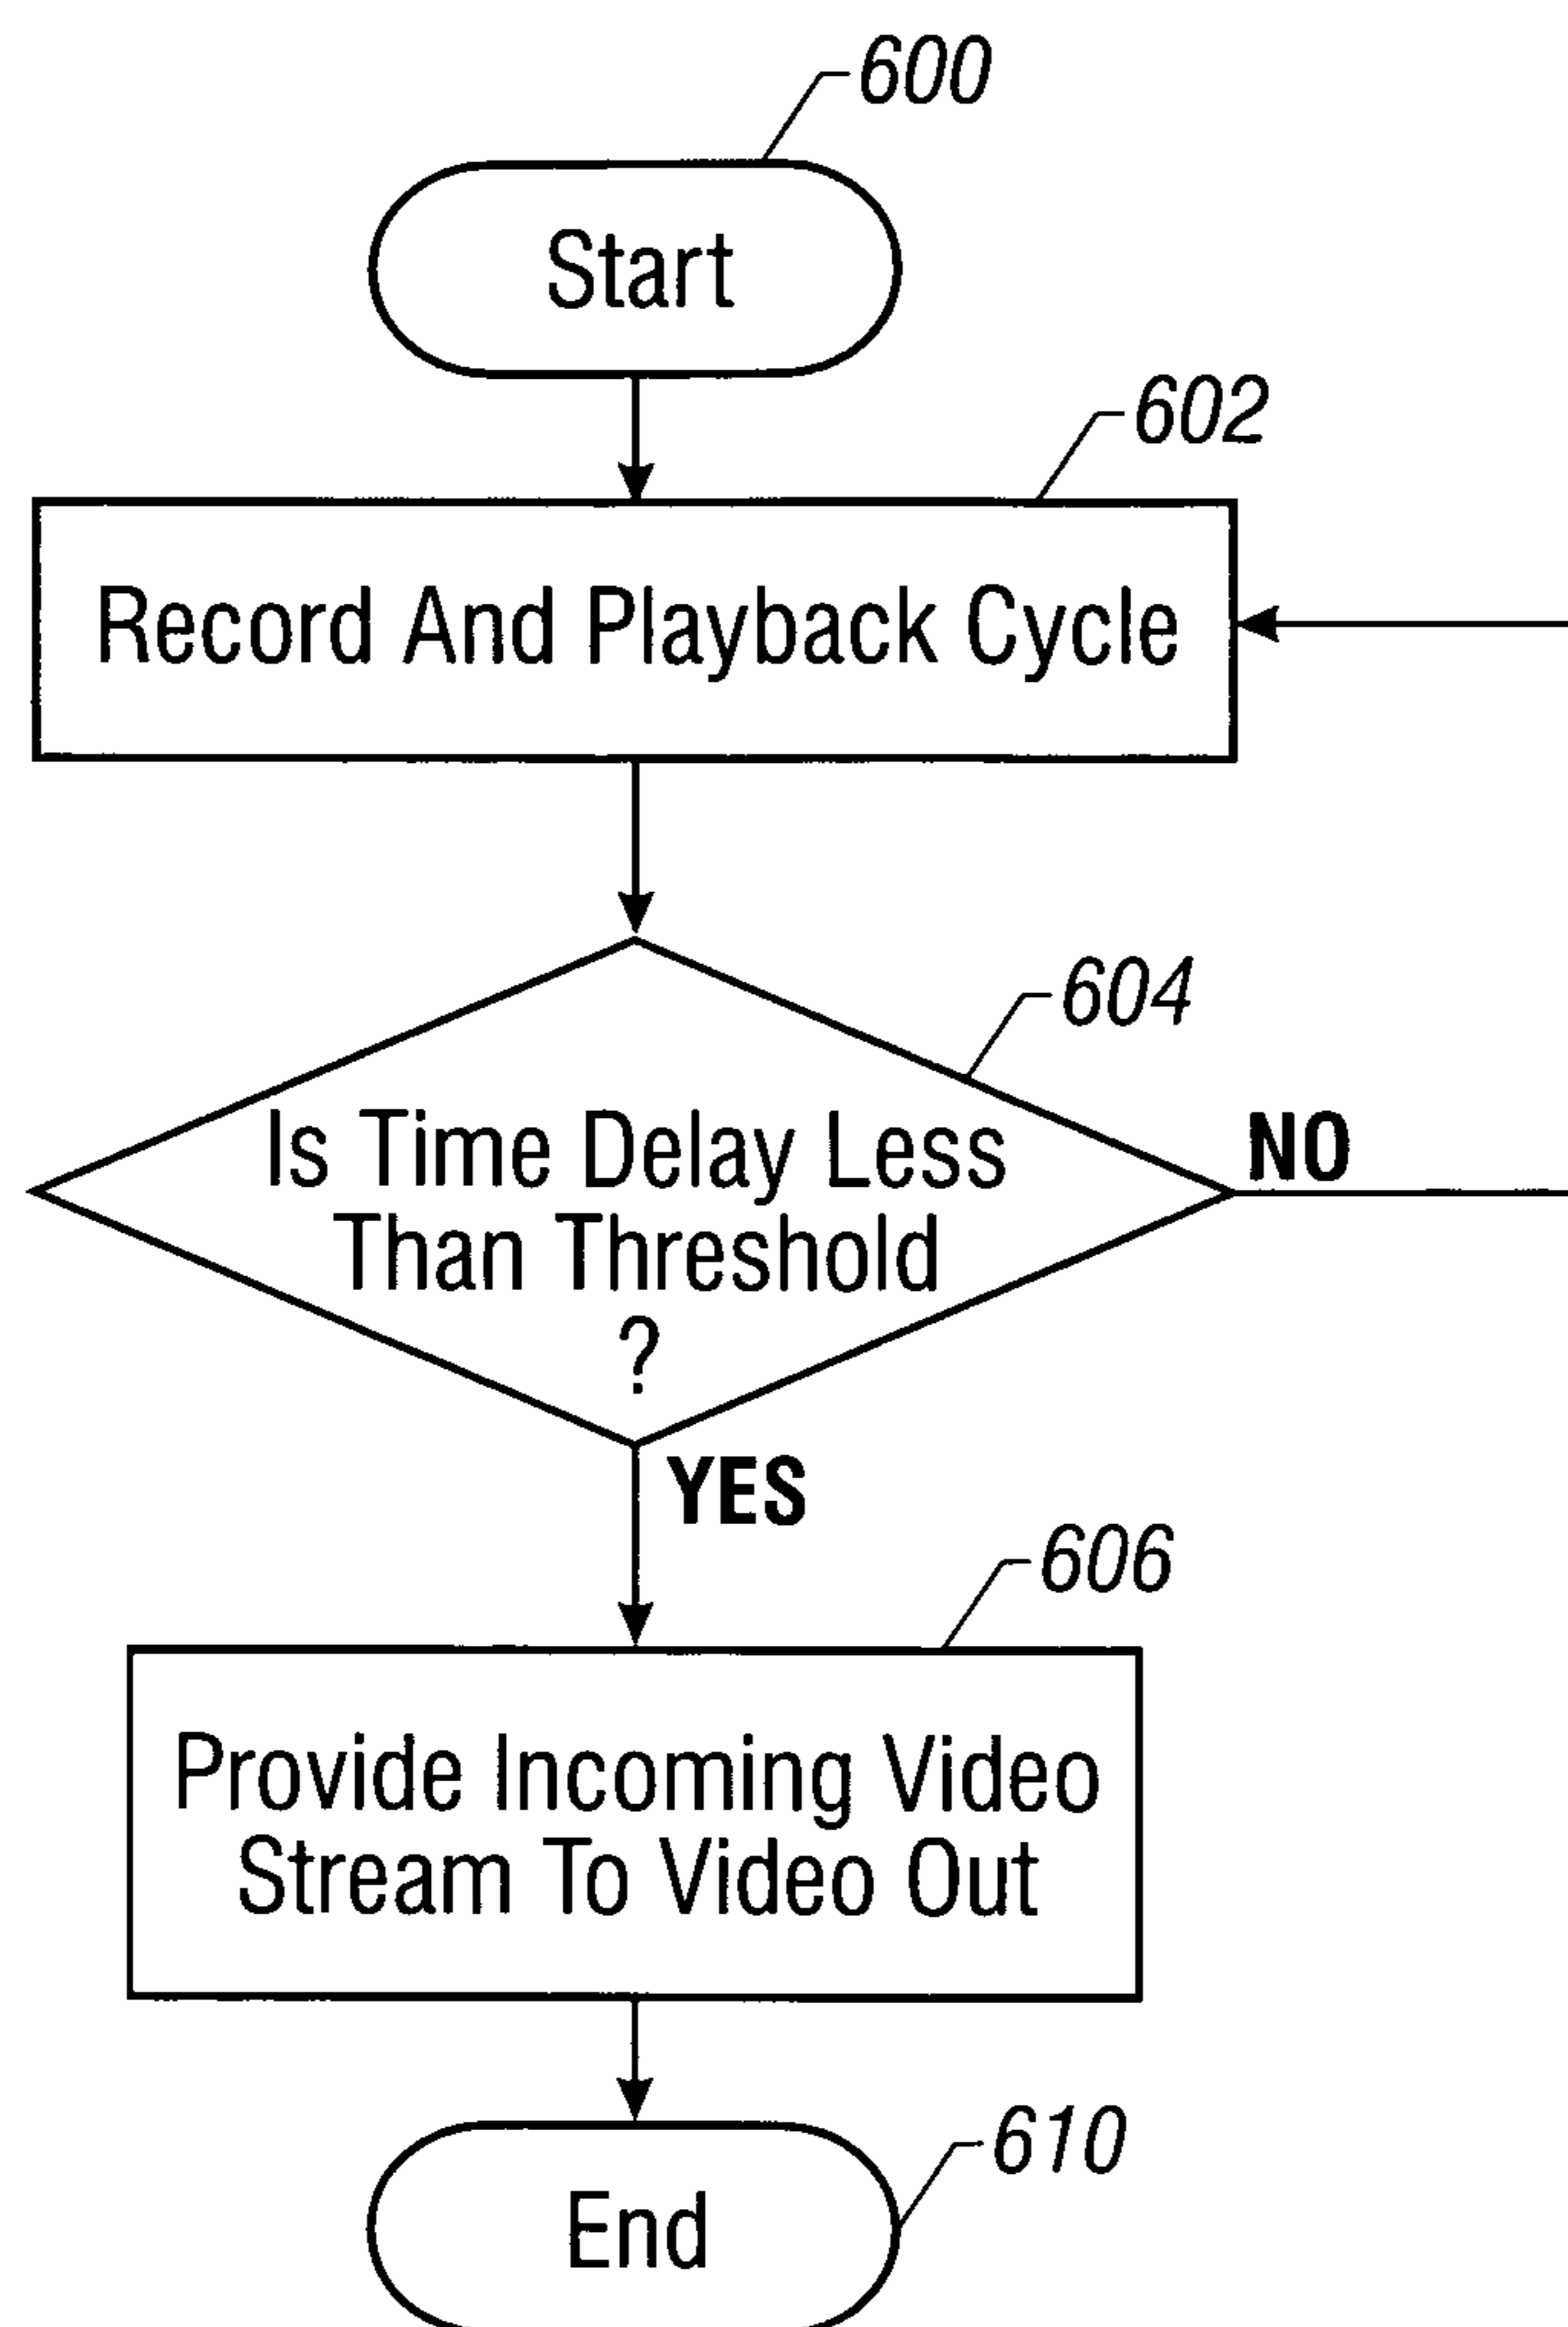 600
Start
602
Record And Playback Cycle
604
Is Time Delay Less
Than Threshold
?
NO
YES
606
Provide Incoming Video
Stream To Video Out
610
End